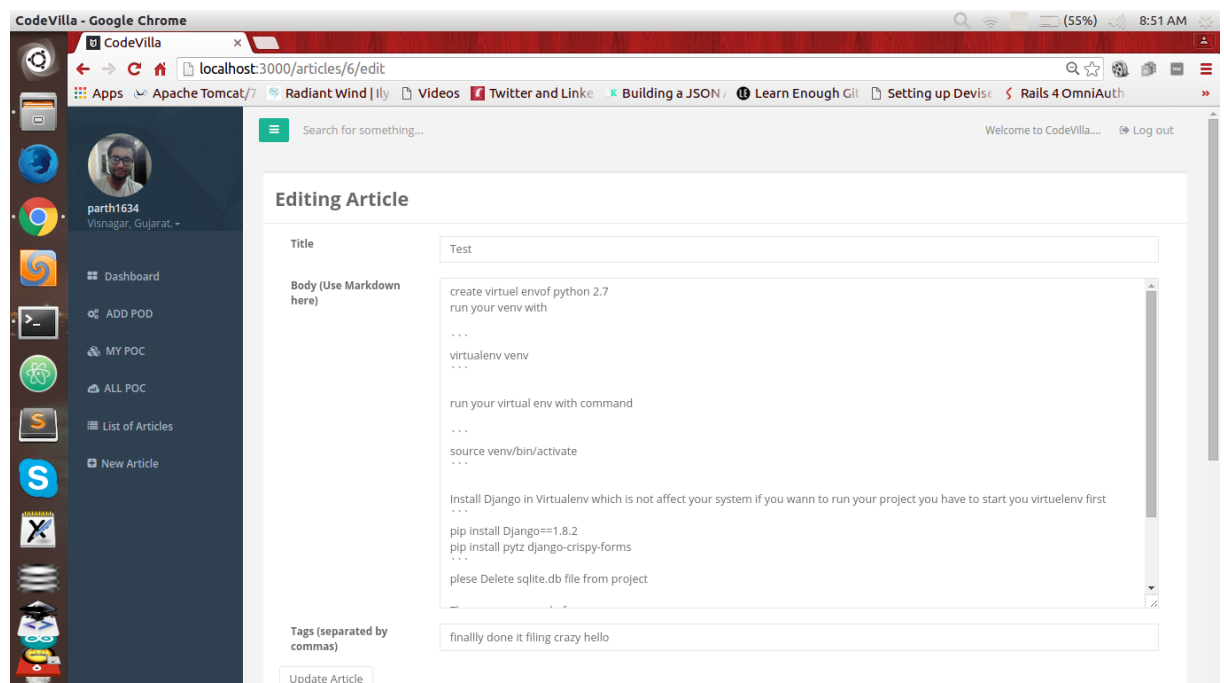 CodeVilla - Google Chrome
(55%)
8:51 AM
CodeVilla
×
localhost:3000/articles/6/edit
Apps
Apache Tomcat/7
Radiant Wind | Ily
Videos
Twitter and Linke
Building a JSON
Learn Enough Git
Setting up Devise
Rails 4 OmniAuth
»
Search for something...
Welcome to CodeVilla....
Log out
parth1634
Visnagar, Gujarat.
Dashboard
ADD POD
MY POC
ALL POC
List of Articles
New Article
Editing Article
Title
Test
Body (Use Markdown
here)
create virtuel envof python 2.7
run your venv with
```
virtualenv venv
```
run your virtual env with command
```
source venv/bin/activate
```
Install Django in Virtualenv which is not affect your system if you wann to run your project you have to start you virtuelenv first
```
pip install Django==1.8.2
pip install pytz django-crispy-forms
```
plese Delete sqlite.db file from project
Tags (separated by
commas)
finallly done it filing crazy hello
Update Article